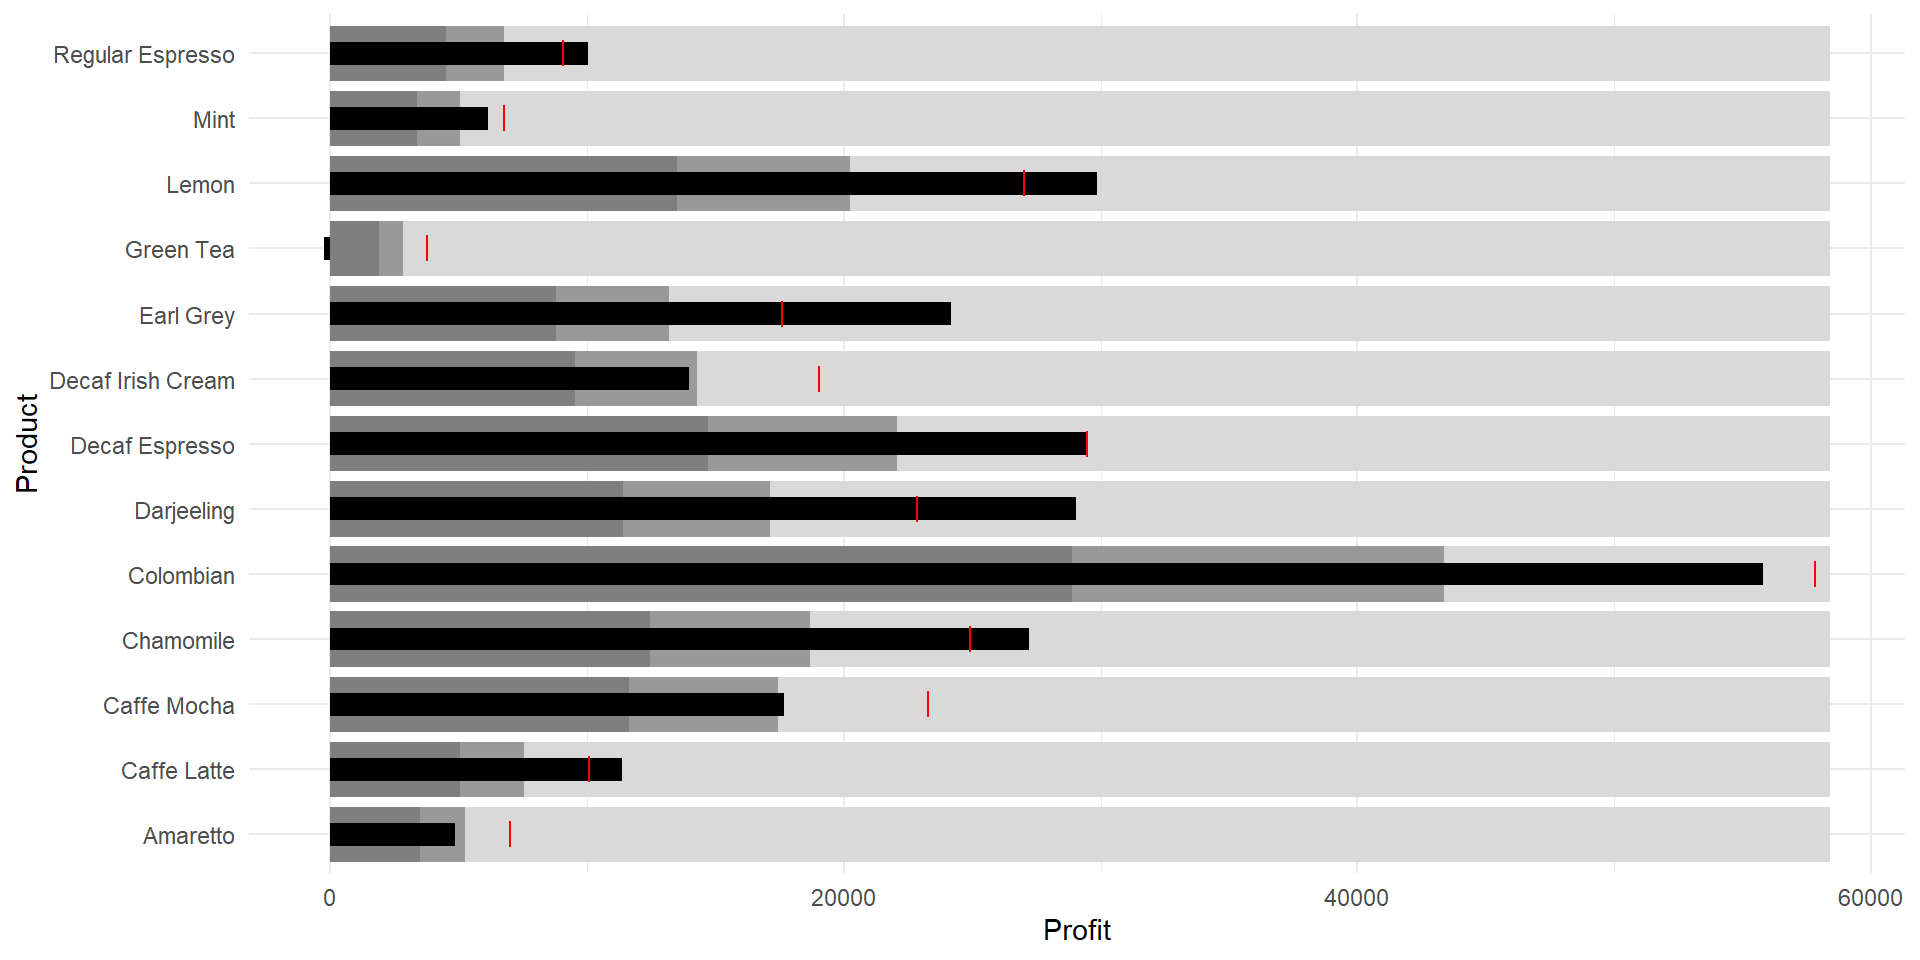 Regular Espresso
Mint
Lemon
Green Tea
Earl Grey
Decaf Irish Cream
Decaf Espresso
Darjeeling
Colombian
Chamomile
Caffe Mocha
Caffe Latte
Amaretto
Product
0 20000 40000 60000
Profit